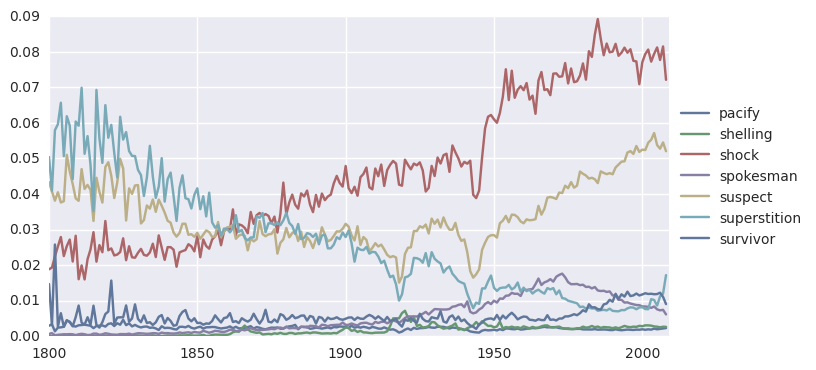 0.09
0.08
0.07
0.06
0.05
0.04
0.03
0.02
0.01
0.00
1800 1850 1900 1950 2000
pacify
shelling
shock
spokesman
suspect
superstition
survivor